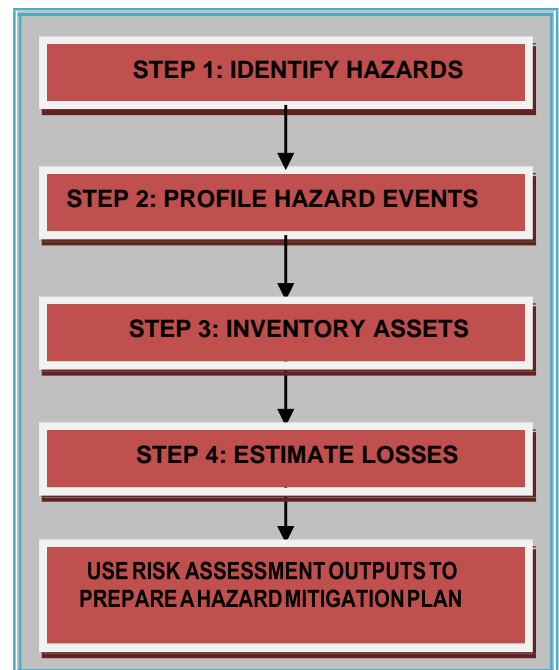 STEP 1: IDENTIFY HAZARDS
STEP 2: PROFILE HAZARD EVENTS
STEP 3: INVENTORY ASSETS
STEP 4: ESTIMATE LOSSES
USE RISK ASSESSMENT OUTPUTS TO
PREPARE A HAZARD MITIGATION PLAN